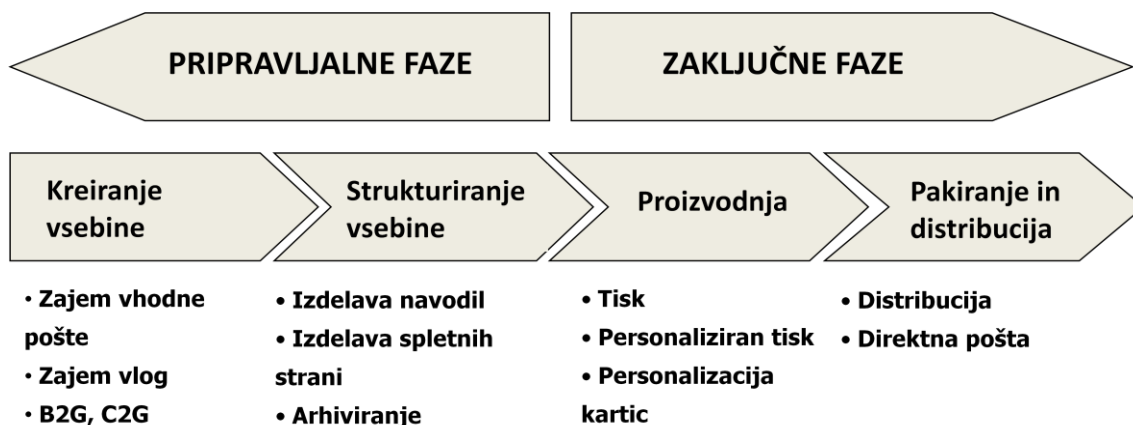 PRIPRAVLJALNE FAZE
ZAKLJUČNE FAZE
Kreiranje
vsebine
Strukturiranje
vsebine
Proizvodnja
Pakiranje in
distribucija
• Zajem vhodne
pošte
• Zajem vlog
• B2G, C2G
• Izdelava navodil
• Izdelava spletnih
strani
• Arhiviranje
• Tisk
• Personaliziran tisk
• Personalizacija
kartic
• Distribucija
• Direktna pošta